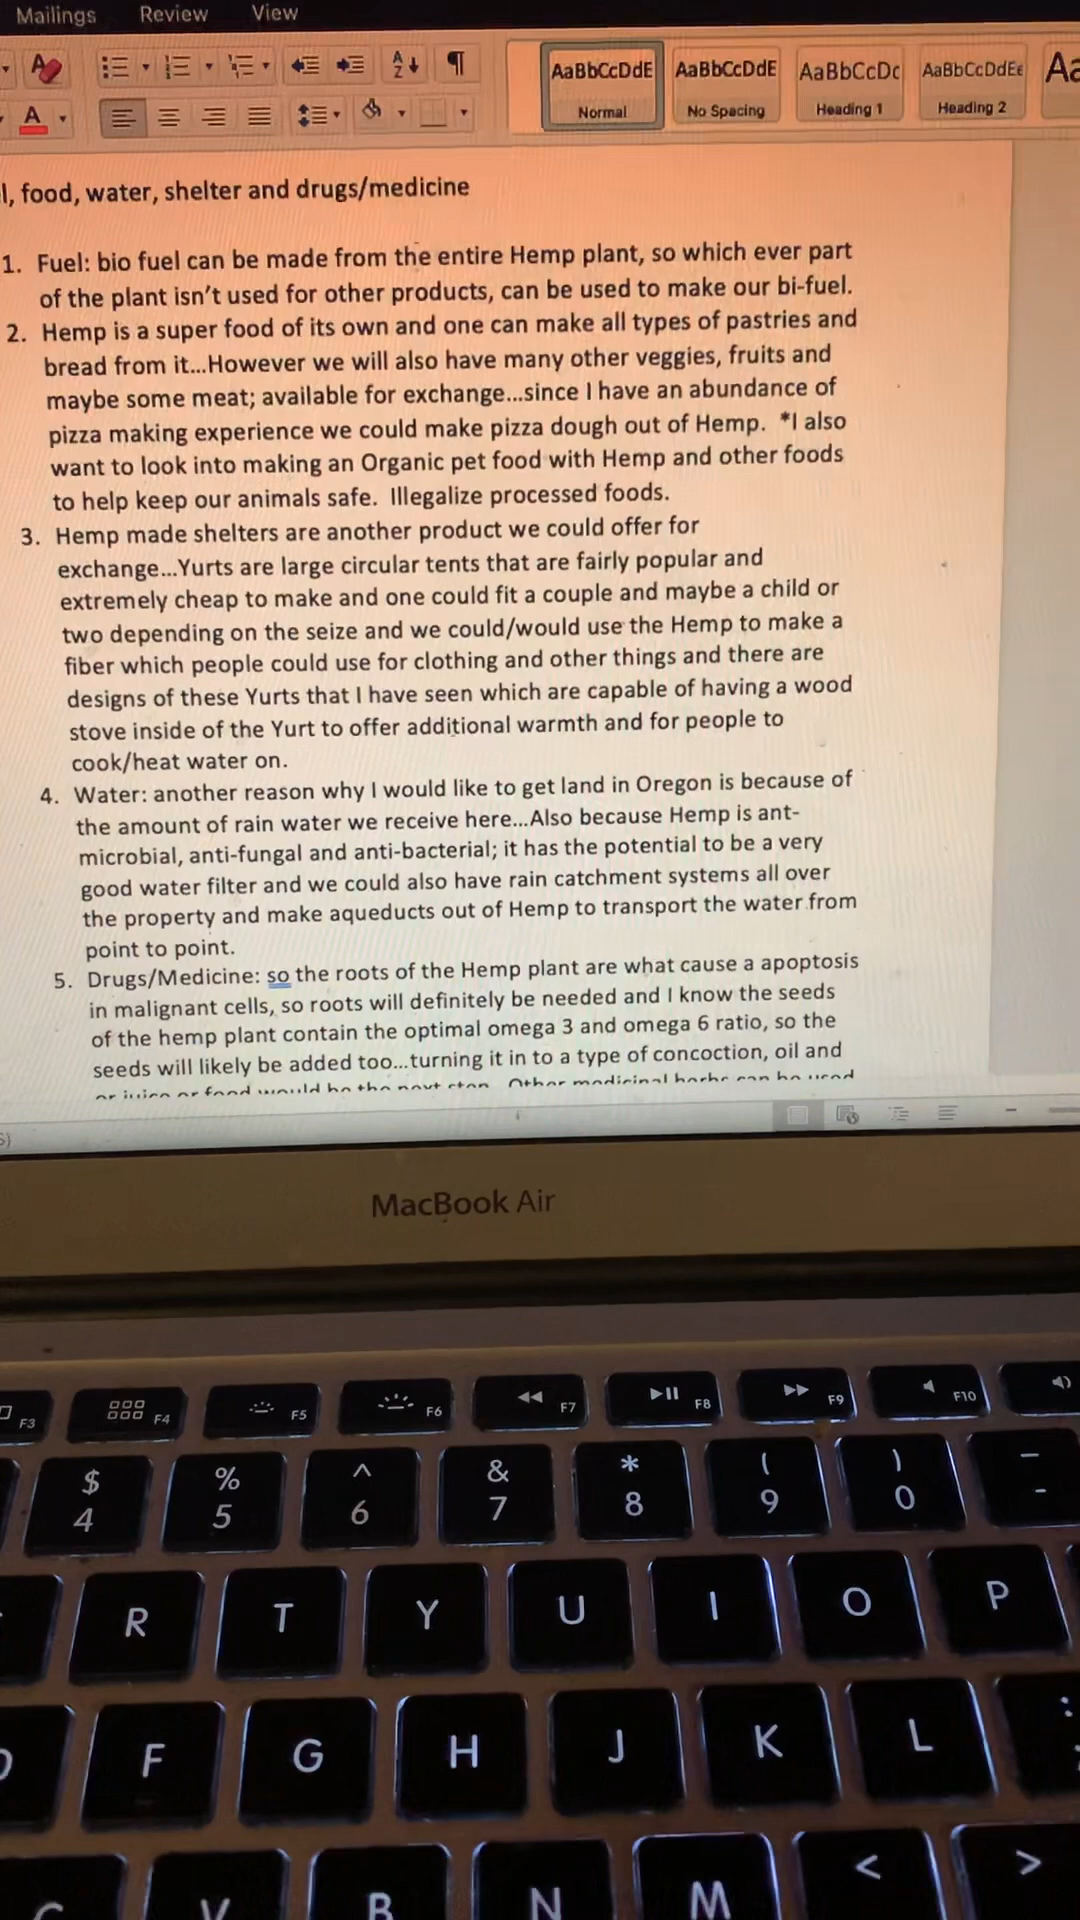 Mailings Review View
AaBbCcDdE AaBbCcDdE AaBbCcDc AaBbCcDdEe Aa
Normal No Spacing Heading 1 Heading 2
l, food, water, shelter and drugs/medicine
1. Fuel: bio fuel can be made from the entire Hemp plant, so which ever part
of the plant isn't used for other products, can be used to make our bi-fuel.
2. Hemp is a super food of its own and one can make all types of pastries and
bread from it...However we will also have many other veggies, fruits and
maybe some meat; available for exchange...since I have an abundance of
pizza making experience we could make pizza dough out of Hemp. *I also
want to look into making an Organic pet food with Hemp and other foods
to help keep our animals safe. Illegalize processed foods.
3. Hemp made shelters are another product we could offer for
exchange...Yurts are large circular tents that are fairly popular and
extremely cheap to make and one could fit a couple and maybe a child or
two depending on the seize and we could/would use the Hemp to make a
fiber which people could use for clothing and other things and there are
designs of these Yurts that I have seen which are capable of having a wood
stove inside of the Yurt to offer additional warmth and for people to
cook/heat water on.
4. Water: another reason why I would like to get land in Oregon is because of
the amount of rain water we receive here...Also because Hemp is ant-
microbial, anti-fungal and anti-bacterial; it has the potential to be a very
good water filter and we could also have rain catchment systems all over
the property and make aqueducts out of Hemp to transport the water from
point to point.
5. Drugs/Medicine: so the roots of the Hemp plant are what cause a apoptosis
in malignant cells, so roots will definitely be needed and I know the seeds
of the hemp plant contain the optimal omega 3 and omega 6 ratio, so the
seeds will likely be added too...turning it in to a type of concoction, oil and
or juice or food would be the next step. Other medicinal herbs can be used
MacBook Air
F3 F4 F5 F6 F7 F8 F9 F10
$ % ^ & * ( ) _
4 5 6 7 8 9 0 -
R T Y U I O P
F G H J K L :
C V B N M < >